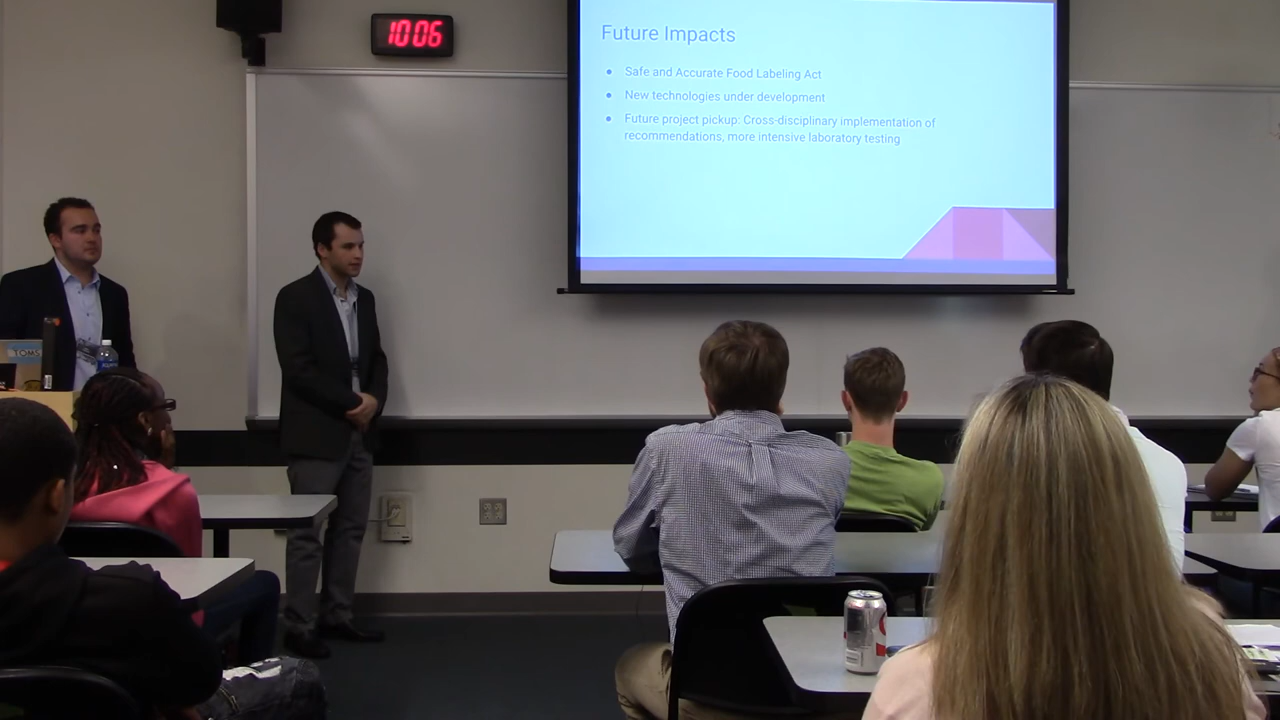 10:06
Future Impacts
Safe and Accurate Food Labeling Act
New technologies under development
Future project pickup: Cross-disciplinary implementation of
recommendations, more intensive laboratory testing
TOMS